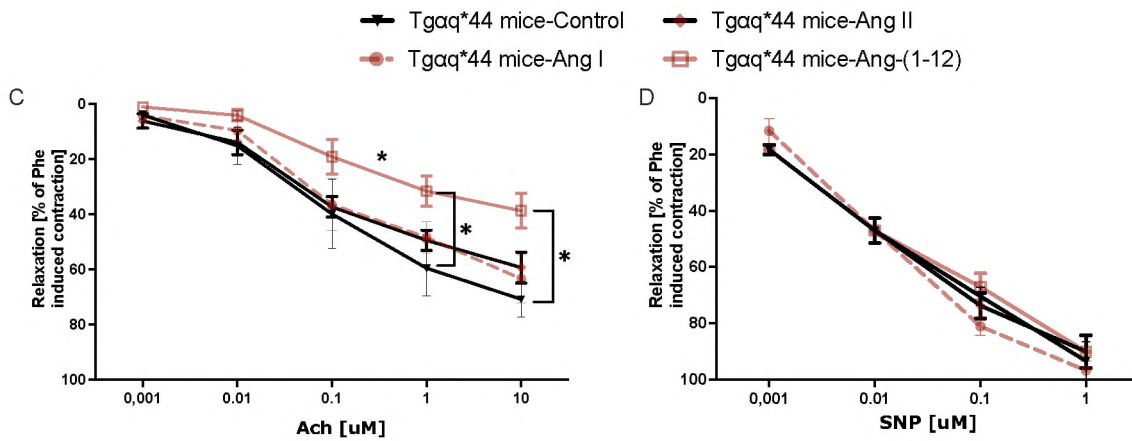 Tgαq*44 mice-Control
Tgαq*44 mice-Ang II
Tgαq*44 mice-Ang I
Tgαq*44 mice-Ang-(1-12)
C
Relaxation [% of Phe
induced contraction]
0
20
40
60
80
100
*
*
*
0,001
0.01
0.1
1
10
Ach [uM]
D
Relaxation [% of Phe
induced contraction]
0
20
40
60
80
100
0,001
0.01
0.1
1
SNP [uM]